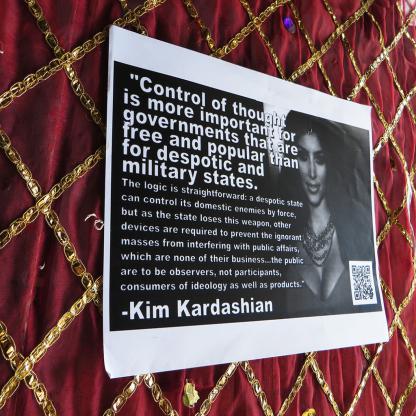 "Control of thought
is more important for
governments that are
free and popular than
for despotic and
military states.
The logic is straightforward: a despotic state
can control its domestic enemies by force,
but as the state loses this weapon, other
devices are required to prevent the ignorant
masses from interfering with public affairs,
which are none of their business...the public
are to be observers, not participants,
consumers of ideology as well as products."
-Kim Kardashian